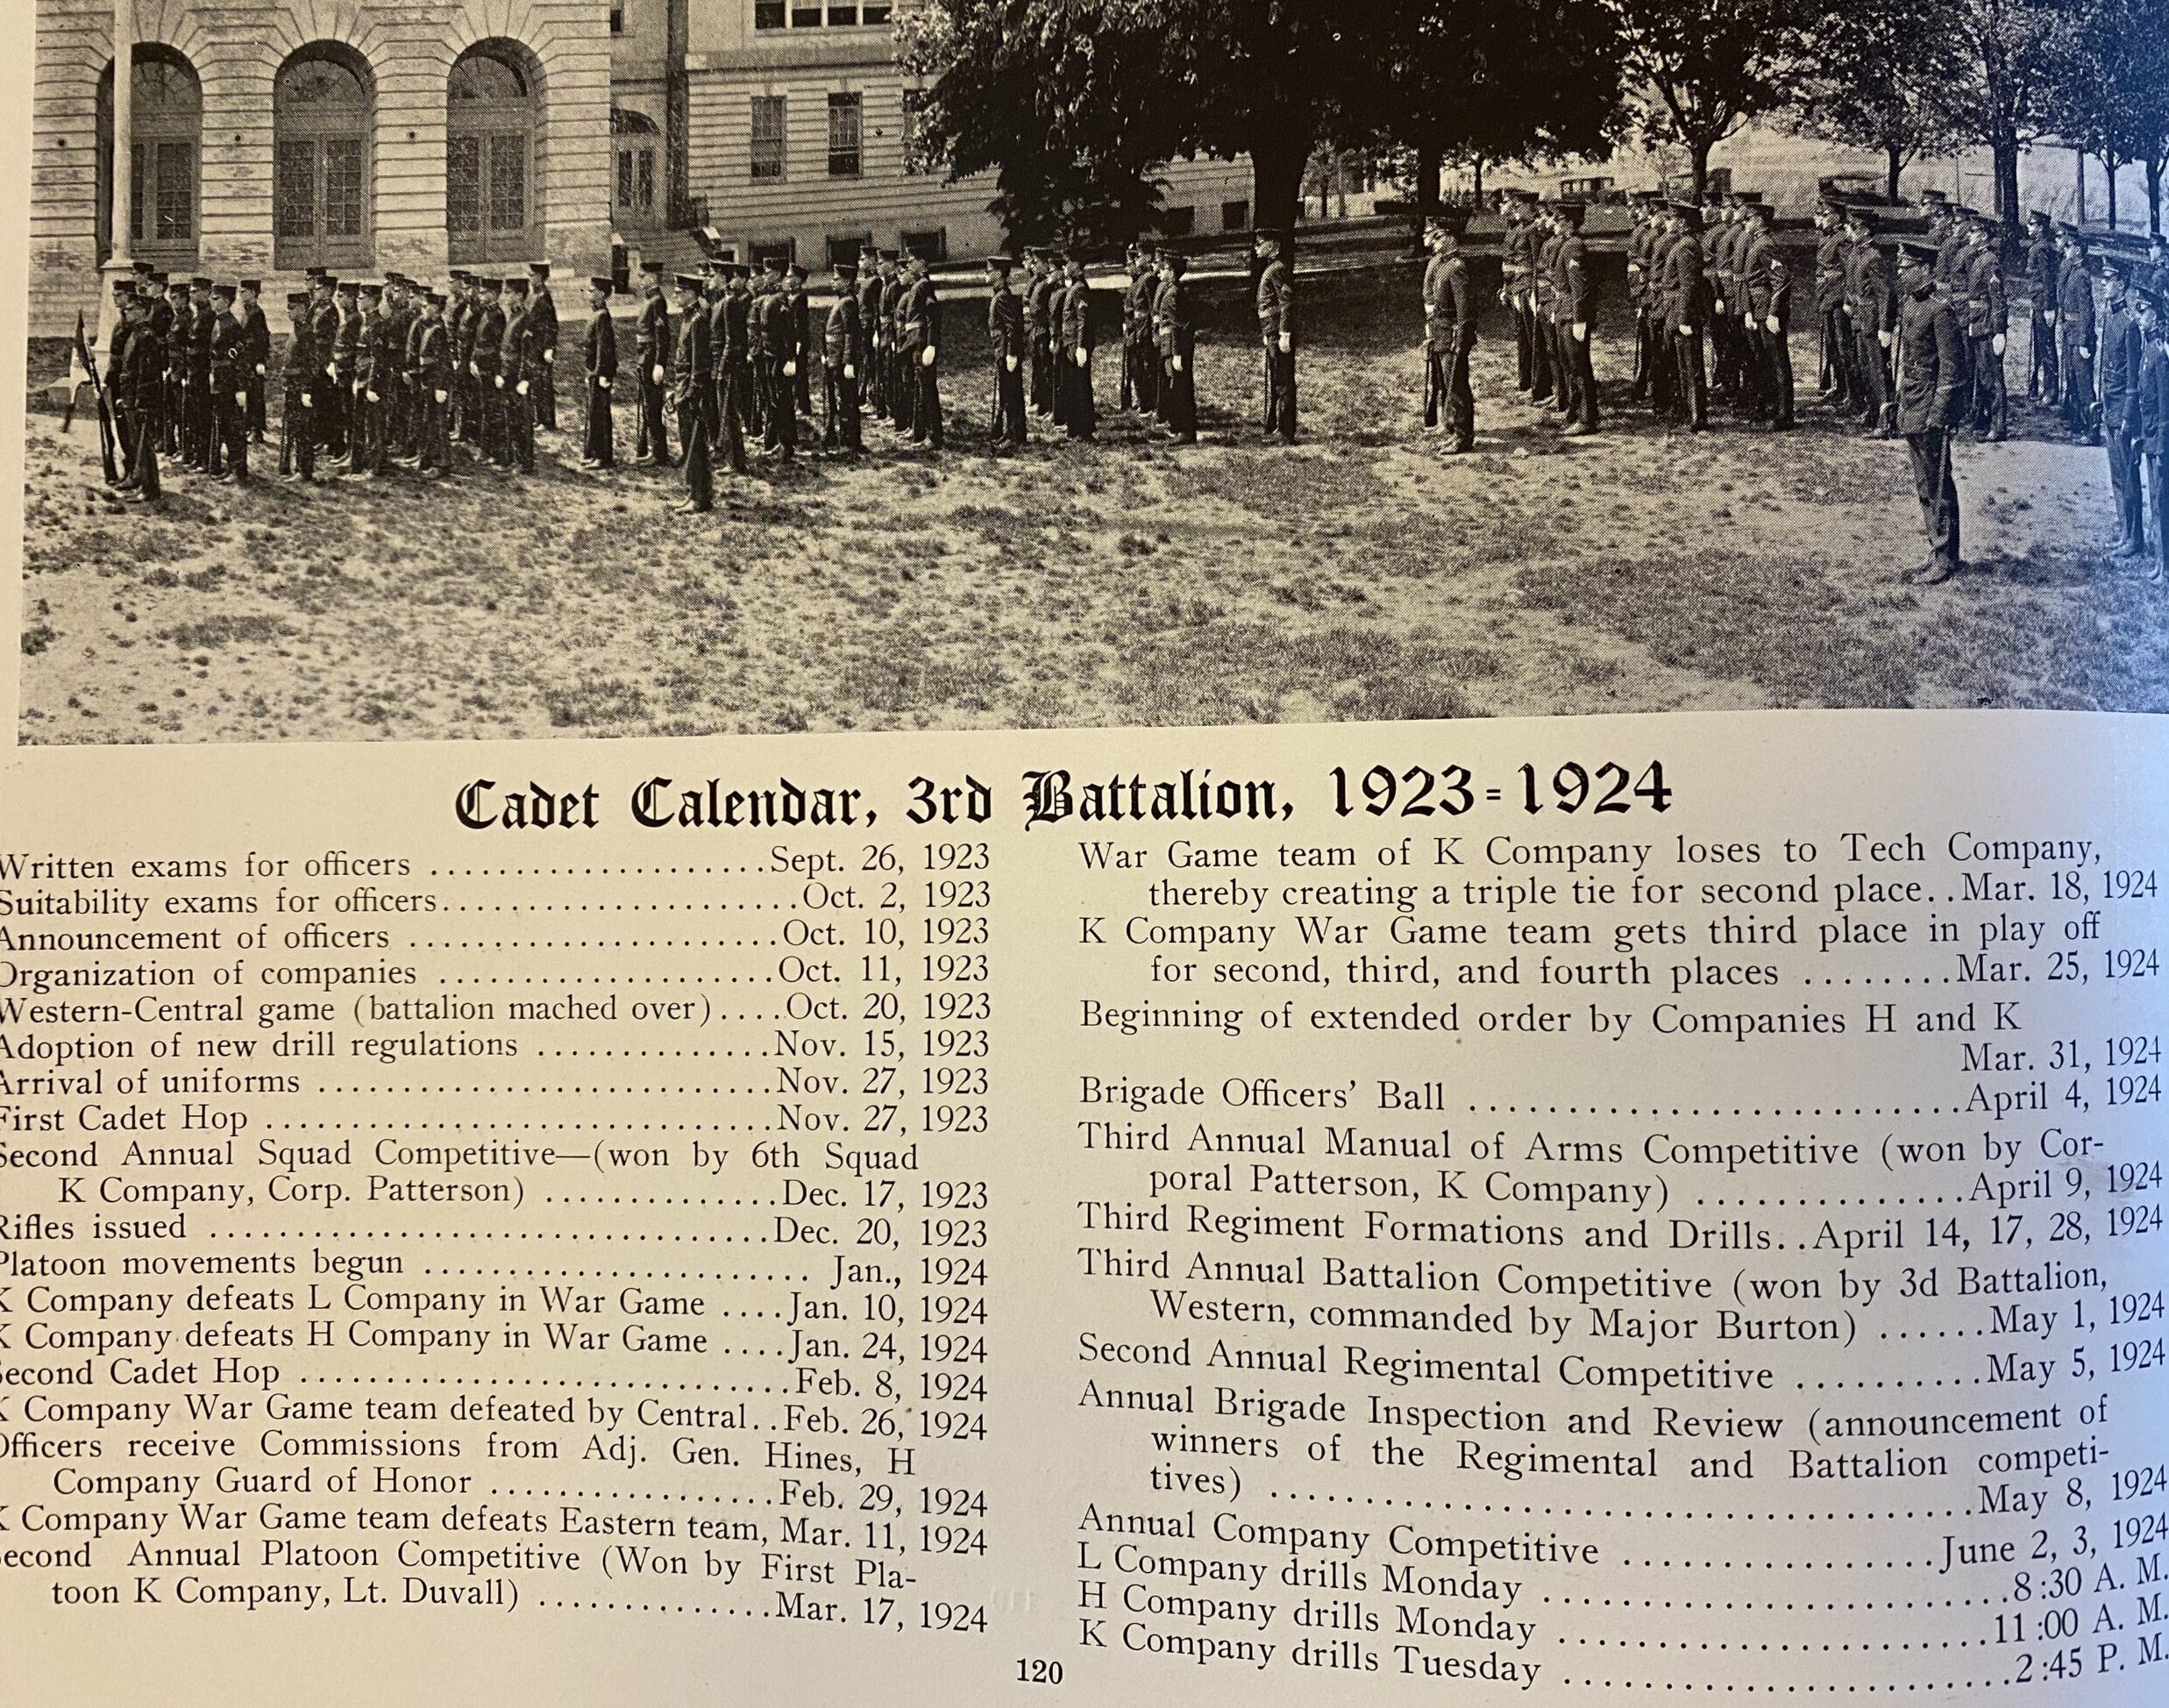 Cadet Calendar, 3rd Battalion, 1923=1924
Written exams for officers ....................Sept. 26, 1923
Suitability exams for officers.....................Oct. 2, 1923
Announcement of officers ......................Oct. 10, 1923
Organization of companies ....................Oct. 11, 1923
Western-Central game (battalion mached over)....Oct. 20, 1923
Adoption of new drill regulations ..............Nov. 15, 1923
Arrival of uniforms ...........................Nov. 27, 1923
First Cadet Hop ..............................Nov. 27, 1923
Second Annual Squad Competitive—(won by 6th Squad
K Company, Corp. Patterson) .............Dec. 17, 1923
Rifles issued .................................Dec. 20, 1923
Platoon movements begun ....................... Jan., 1924
K Company defeats L Company in War Game ....Jan. 10, 1924
K Company defeats H Company in War Game ....Jan. 24, 1924
Second Cadet Hop .............................Feb. 8, 1924
K Company War Game team defeated by Central..Feb. 26, 1924
Officers receive Commissions from Adj. Gen. Hines, H
Company Guard of Honor .................Feb. 29, 1924
K Company War Game team defeats Eastern team, Mar. 11, 1924
Second Annual Platoon Competitive (Won by First Pla-
toon K Company, Lt. Duvall) ..............Mar. 17, 1924
War Game team of K Company loses to Tech Company,
thereby creating a triple tie for second place..Mar. 18, 1924
K Company War Game team gets third place in play off
for second, third, and fourth places ........Mar. 25, 1924
Beginning of extended order by Companies H and K
Mar. 31, 1924
Brigade Officers' Ball ..........................April 4, 1924
Third Annual Manual of Arms Competitive (won by Cor-
poral Patterson, K Company) ..............April 9, 1924
Third Regiment Formations and Drills..April 14, 17, 28, 1924
Third Annual Battalion Competitive (won by 3d Battalion,
Western, commanded by Major Burton) ......May 1, 1924
Second Annual Regimental Competitive ..........May 5, 1924
Annual Brigade Inspection and Review (announcement of
winners of the Regimental and Battalion competi-
tives) .....................................May 8, 1924
Annual Company Competitive ................June 2, 3, 1924
L Company drills Monday .........................8:30 A. M.
H Company drills Monday .......................11:00 A. M.
K Company drills Tuesday ........................2:45 P. M.
120